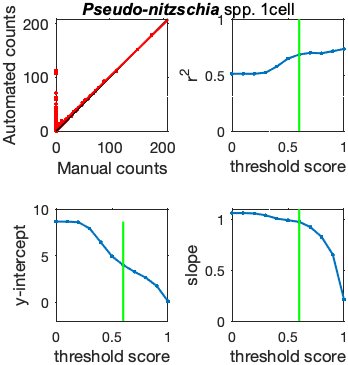 Pseudo-nitzschia spp. 1cell
Automated counts
200
100
0
0
100
200
Manual counts
r²
1
0.5
0
0
0.5
1
threshold score
y-intercept
10
5
0
0
0.5
1
threshold score
slope
1
0.5
0
0
0.5
1
threshold score